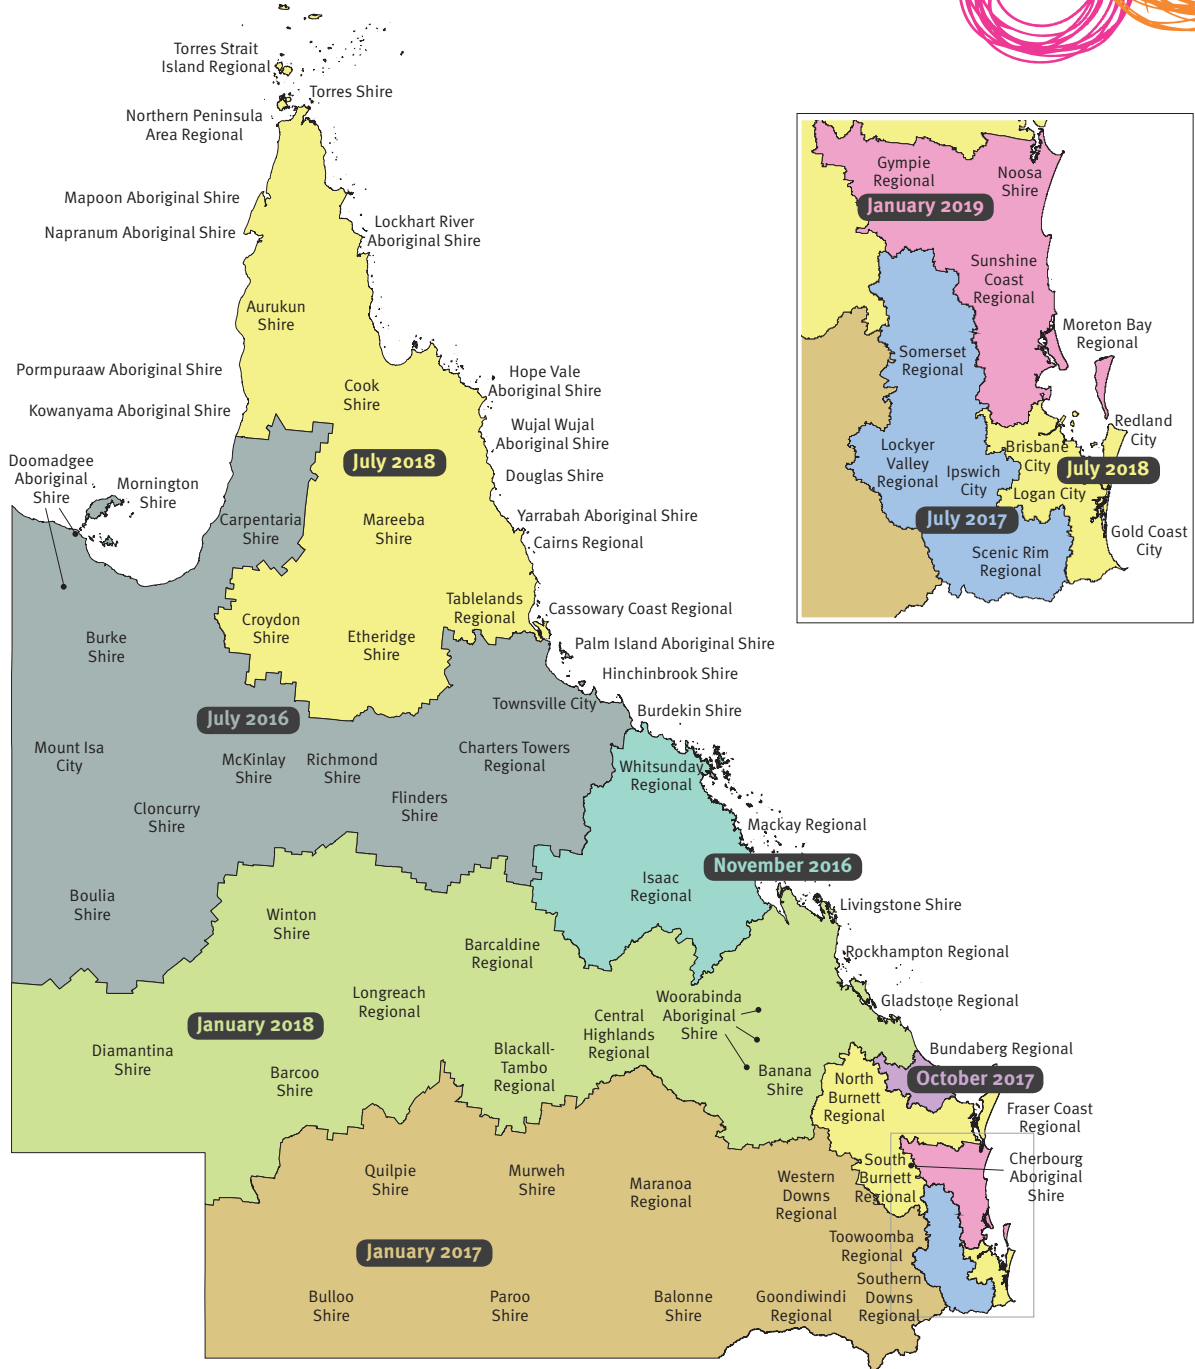 Torres Strait
Island Regional
Torres Shire
Northern Peninsula
Area Regional
Mapoon Aboriginal Shire
Napranum Aboriginal Shire
Lockhart River
Aboriginal Shire
Aurukun
Shire
Pormpuraaw Aboriginal Shire
Kowanyama Aboriginal Shire
Cook
Shire
Hope Vale
Aboriginal Shire
Wujal Wujal
Aboriginal Shire
July 2018
Douglas Shire
Doomadgee
Aboriginal
Shire
Mornington
Shire
Carpentaria
Shire
Mareeba
Shire
Yarrabah Aboriginal Shire
Cairns Regional
Tablelands
Regional
Cassowary Coast Regional
Croydon
Shire
Etheridge
Shire
Palm Island Aboriginal Shire
Burke
Shire
Hinchinbrook Shire
Townsville City
Burdekin Shire
July 2016
Mount Isa
City
McKinlay
Shire
Richmond
Shire
Charters Towers
Regional
Whitsunday
Regional
Cloncurry
Shire
Flinders
Shire
Mackay Regional
November 2016
Isaac
Regional
Boulia
Shire
Winton
Shire
Livingstone Shire
Barcaldine
Regional
Rockhampton Regional
Longreach
Regional
Woorabinda
Aboriginal
Shire
Gladstone Regional
January 2018
Central
Highlands
Regional
Diamantina
Shire
Barcoo
Shire
Blackall-
Tambo
Regional
Banana
Shire
Bundaberg Regional
October 2017
North
Burnett
Regional
Fraser Coast
Regional
Cherbourg
Aboriginal
Shire
South
Burnett
Regional
Quilpie
Shire
Murweh
Shire
Maranoa
Regional
Western
Downs
Regional
Toowoomba
Regional
January 2017
Bulloo
Shire
Paroo
Shire
Balonne
Shire
Goondiwindi
Regional
Southern
Downs
Regional
Gympie
Regional
Noosa
Shire
January 2019
Sunshine
Coast
Regional
Moreton Bay
Regional
Somerset
Regional
Redland
City
Lockyer
Valley
Regional
Ipswich
City
Brisbane
City
July 2018
Logan City
July 2017
Gold Coast
City
Scenic Rim
Regional